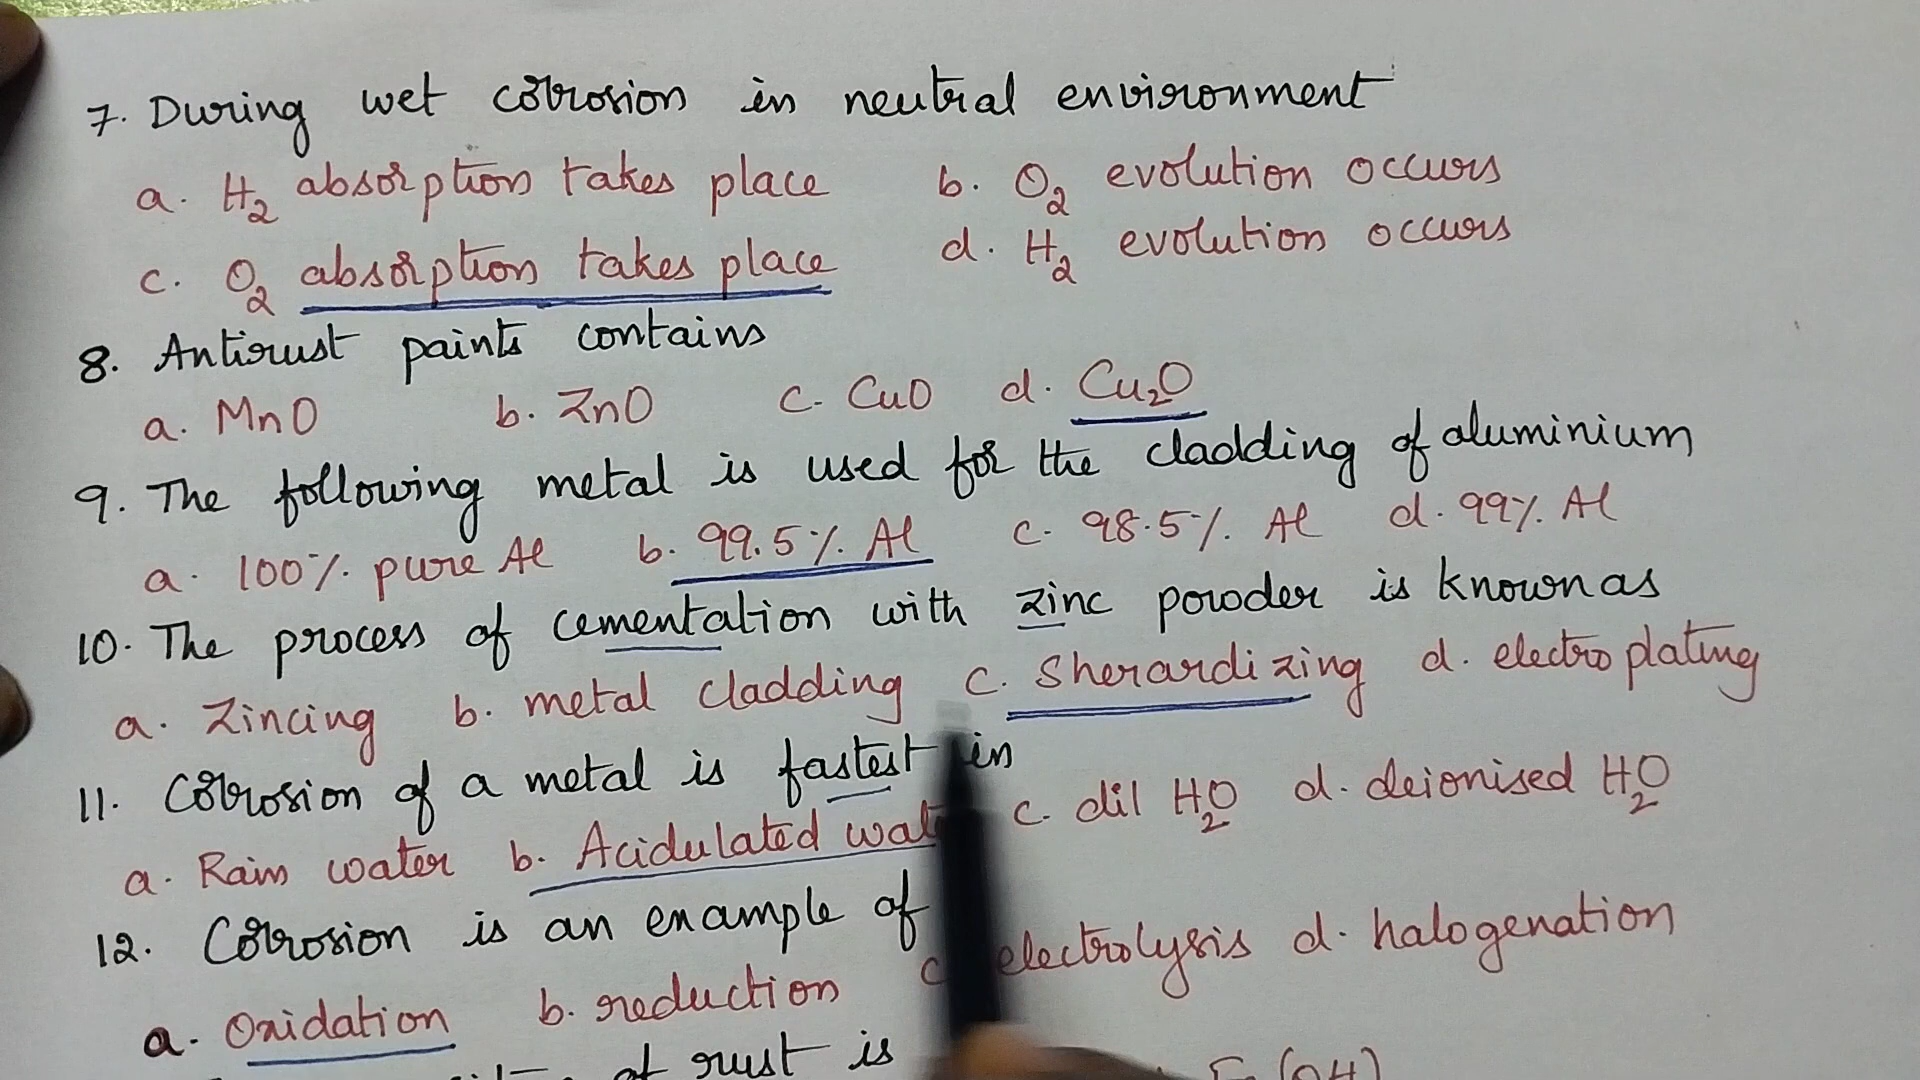 7. During wet corrosion in neutral environment
a. H2 absorption takes place b. O2 evolution occurs
c. O2 absorption takes place d. H2 evolution occurs
8. Antirust paints contains
a. MnO b. ZnO c. CuO d. Cu2O
9. The following metal is used for the cladding of aluminium
a. 100% pure Al b. 99.5% Al c. 98.5% Al d. 99% Al
10. The process of cementation with zinc powder is known as
a. Zincing b. metal cladding c. Sherardizing d. electroplating
11. Corrosion of a metal is fastest in
a. Rain water b. Acidulated wat c. dil H2O d. deionised H2O
12. Corrosion is an example of
a. Oxidation b. reduction c electrolysis d. halogenation
of rust is